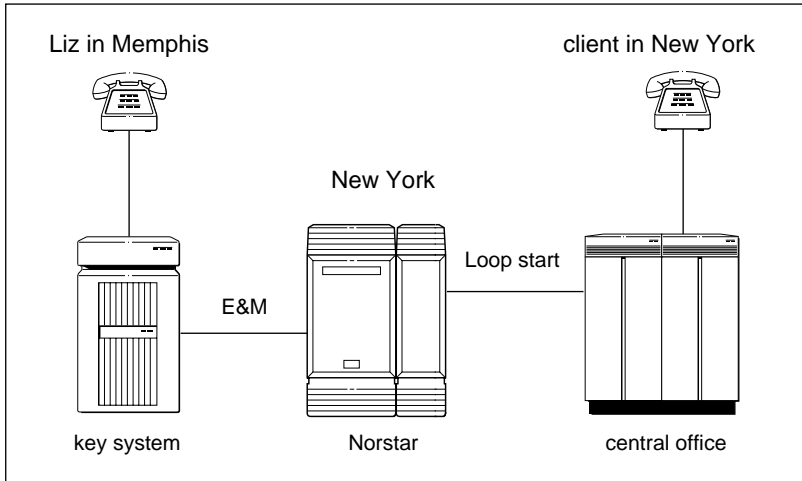 Liz in Memphis
client in New York
New York
Loop start
E&M
key system
Norstar
central office